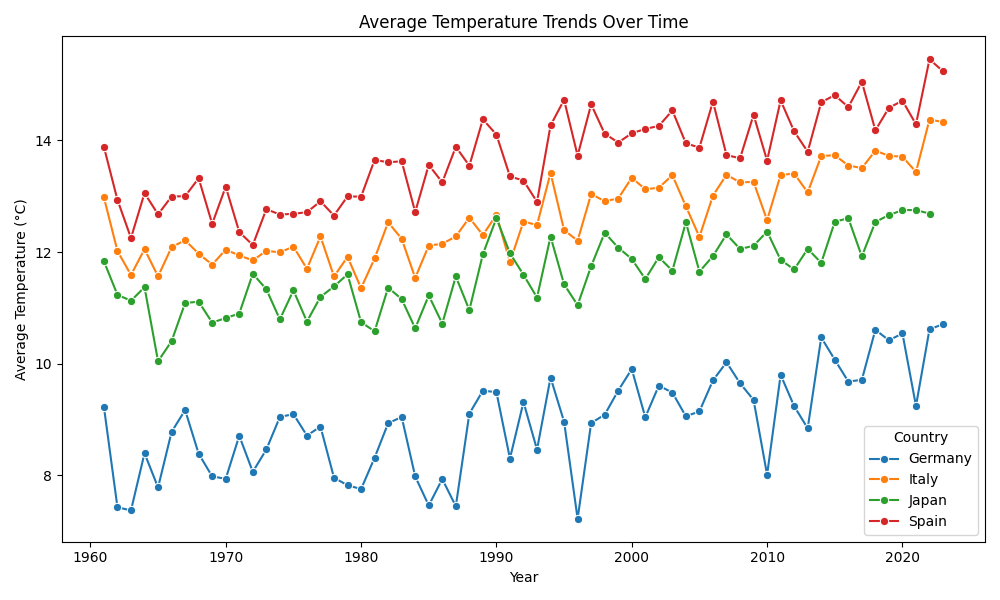 Average Temperature Trends Over Time
Average Temperature (°C)
14
12
10
8
1960
1970
1980
1990
2000
2010
2020
Year
Country
Germany
Italy
Japan
Spain